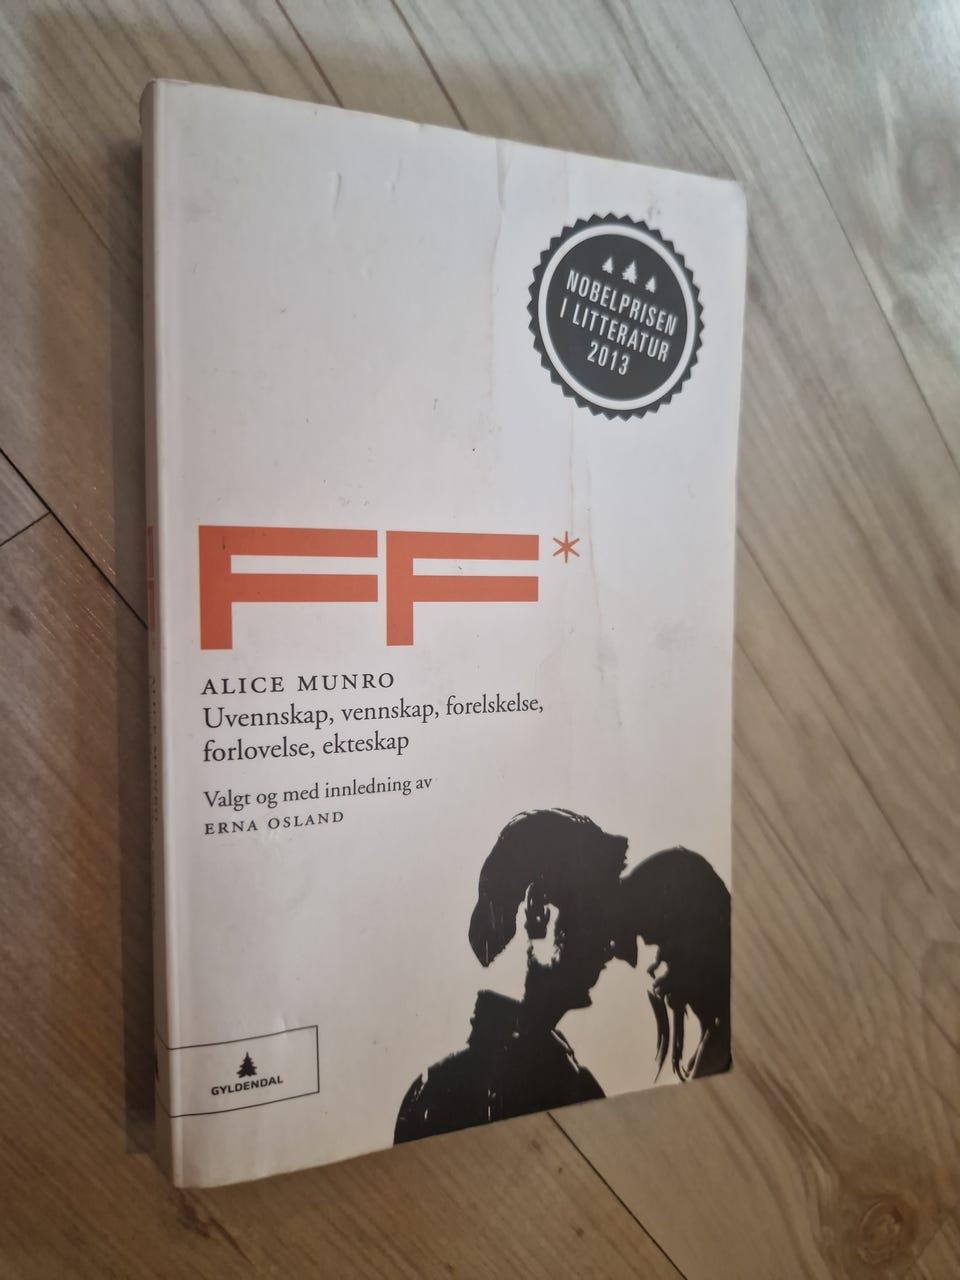 NOBELPRISEN
I LITTERATUR
2013
FF*
ALICE MUNRO
Uvennskap, vennskap, forelskelse,
forlovelse, ekteskap
Valgt og med innledning av
ERNA OSLAND
GYLDENDAL